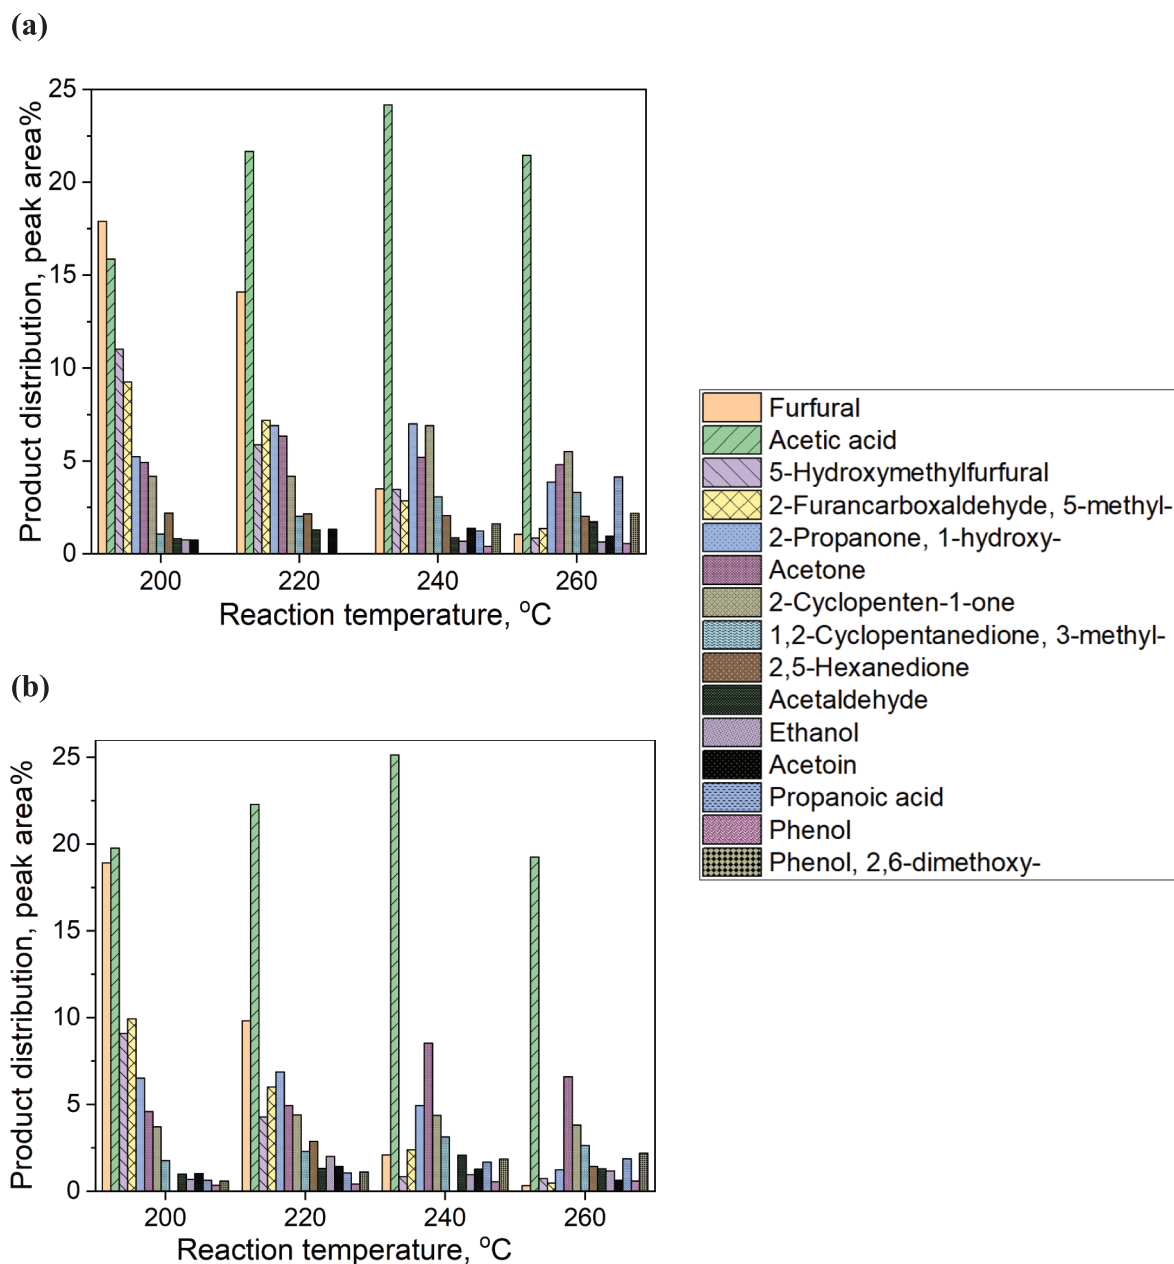 (a)
25
20
15
10
5
0
Product distribution, peak area%
200 220 240 260
Reaction temperature, °C
Furfural
Acetic acid
5-Hydroxymethylfurfural
2-Furancarboxaldehyde, 5-methyl-
2-Propanone, 1-hydroxy-
Acetone
2-Cyclopenten-1-one
1,2-Cyclopentanedione, 3-methyl-
2,5-Hexanedione
Acetaldehyde
Ethanol
Acetoin
Propanoic acid
Phenol
Phenol, 2,6-dimethoxy-
(b)
25
20
15
10
5
0
Product distribution, peak area%
200 220 240 260
Reaction temperature, °C